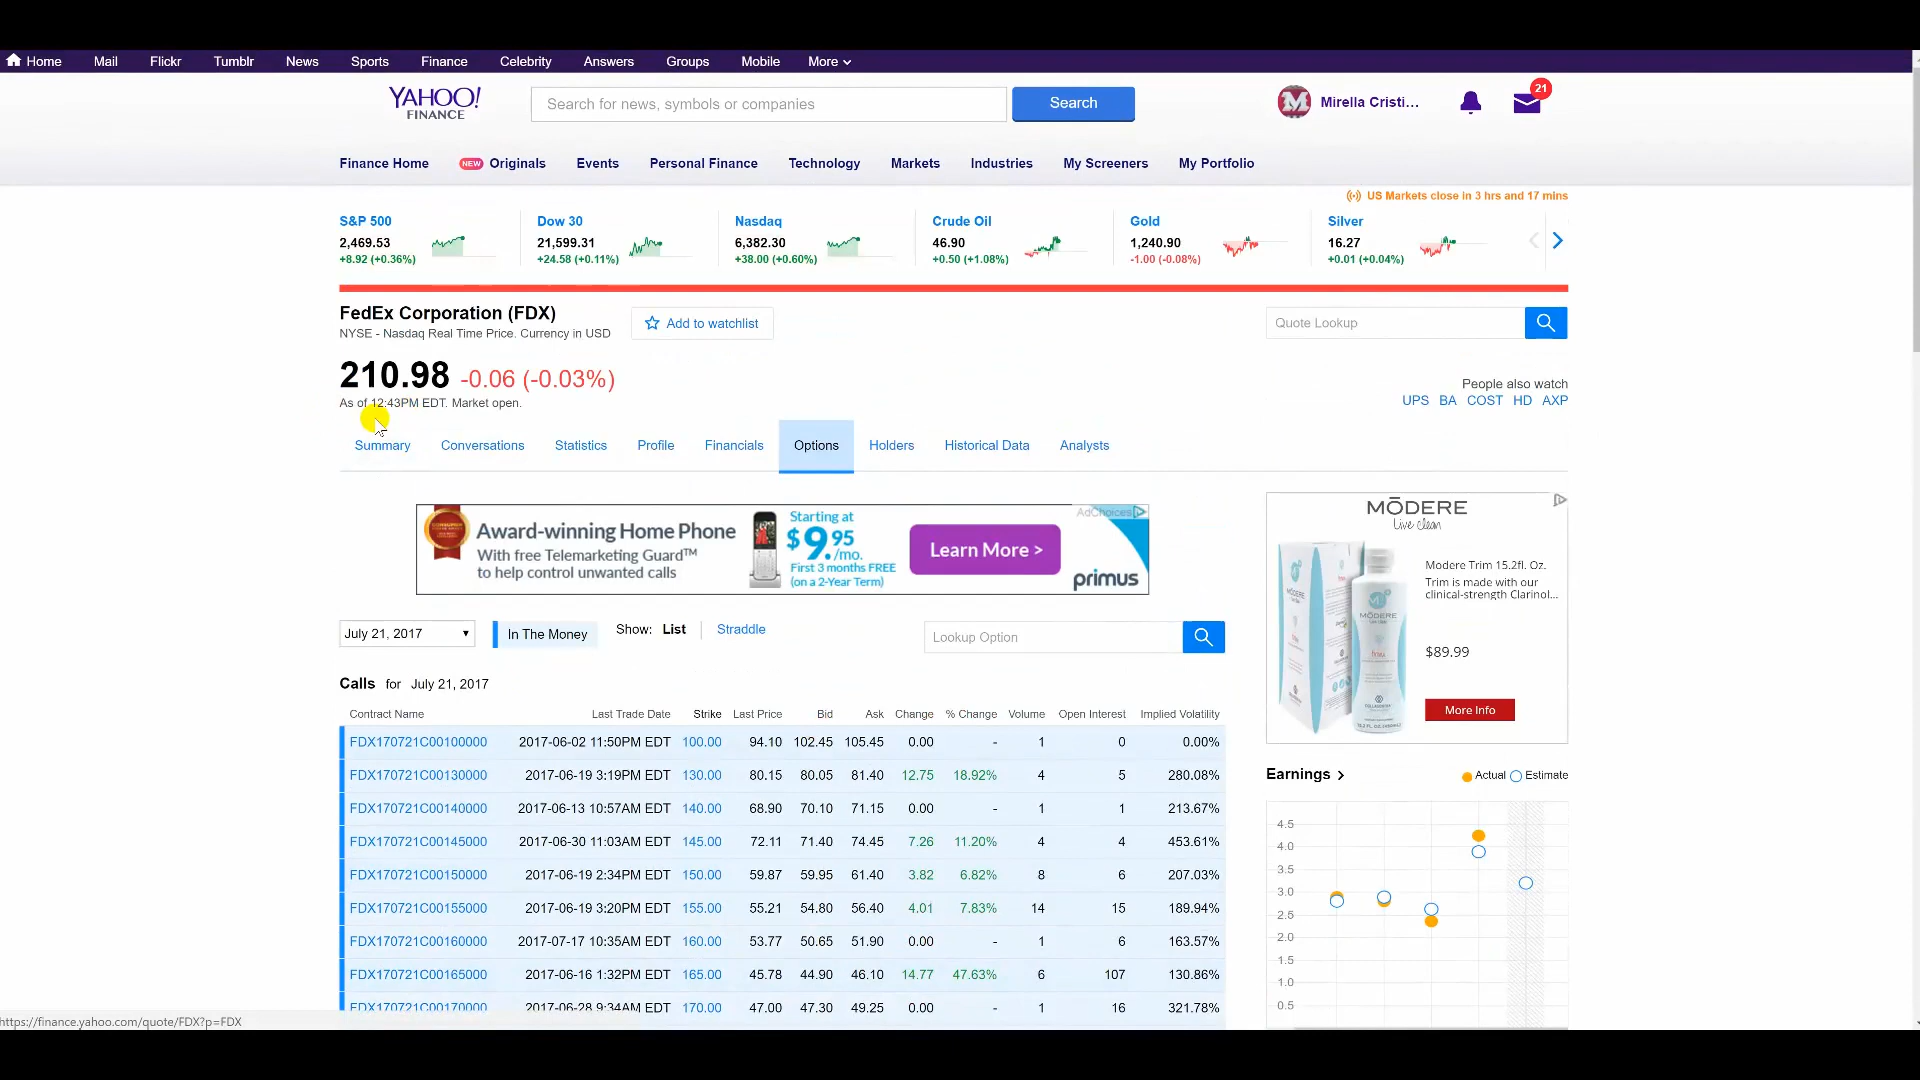 Home Mail Flickr Tumblr News Sports Finance Celebrity Answers Groups Mobile More
YAHOO!
FINANCE
Search for news, symbols or companies
Search
M
Mirella Cristi...
21
Finance Home NEW Originals Events Personal Finance Technology Markets Industries My Screeners My Portfolio
US Markets close in 3 hrs and 17 mins
S&P 500 Dow 30 Nasdaq Crude Oil Gold Silver
2,469.53 21,599.31 6,382.30 46.90 1,240.90 16.27
+8.92 (+0.36%) +24.58 (+0.11%) +38.00 (+0.60%) +0.50 (+1.08%) -1.00 (-0.08%) +0.01 (+0.04%)
FedEx Corporation (FDX)
NYSE - Nasdaq Real Time Price. Currency in USD
Add to watchlist
Quote Lookup
210.98 -0.06 (-0.03%)
As of 12:43PM EDT. Market open.
People also watch
UPS BA COST HD AXP
Summary Conversations Statistics Profile Financials Options Holders Historical Data Analysts
Award-winning Home Phone
With free Telemarketing Guard™
to help control unwanted calls
Starting at
$9.95
/mo.
First 3 months FREE
(on a 2-Year Term)
Learn More >
AdChoices
primus
MŌDERE
Live clean
Modere Trim 15.2fl. Oz.
Trim is made with our
clinical-strength Clarinol...
$89.99
More Info
July 21, 2017 In The Money Show: List Straddle Lookup Option
Calls for July 21, 2017
Contract Name Last Trade Date Strike Last Price Bid Ask Change % Change Volume Open Interest Implied Volatility
FDX170721C00100000 2017-06-02 11:50PM EDT 100.00 94.10 102.45 105.45 0.00 - 1 0 0.00%
FDX170721C00130000 2017-06-19 3:19PM EDT 130.00 80.15 80.05 81.40 12.75 18.92% 4 5 280.08%
FDX170721C00140000 2017-06-13 10:57AM EDT 140.00 68.90 70.10 71.15 0.00 - 1 1 213.67%
FDX170721C00145000 2017-06-30 11:03AM EDT 145.00 72.11 71.40 74.45 7.26 11.20% 4 4 453.61%
FDX170721C00150000 2017-06-19 2:34PM EDT 150.00 59.87 59.95 61.40 3.82 6.82% 8 6 207.03%
FDX170721C00155000 2017-06-19 3:20PM EDT 155.00 55.21 54.80 56.40 4.01 7.83% 14 15 189.94%
FDX170721C00160000 2017-07-17 10:35AM EDT 160.00 53.77 50.65 51.90 0.00 - 1 6 163.57%
FDX170721C00165000 2017-06-16 1:32PM EDT 165.00 45.78 44.90 46.10 14.77 47.63% 6 107 130.86%
FDX170721C00170000 2017-06-28 9:34AM EDT 170.00 47.00 47.30 49.25 0.00 - 1 16 321.78%
Earnings
Actual Estimate
4.5
4.0
3.5
3.0
2.5
2.0
1.5
1.0
0.5
https://finance.yahoo.com/quote/FDX?p=FDX